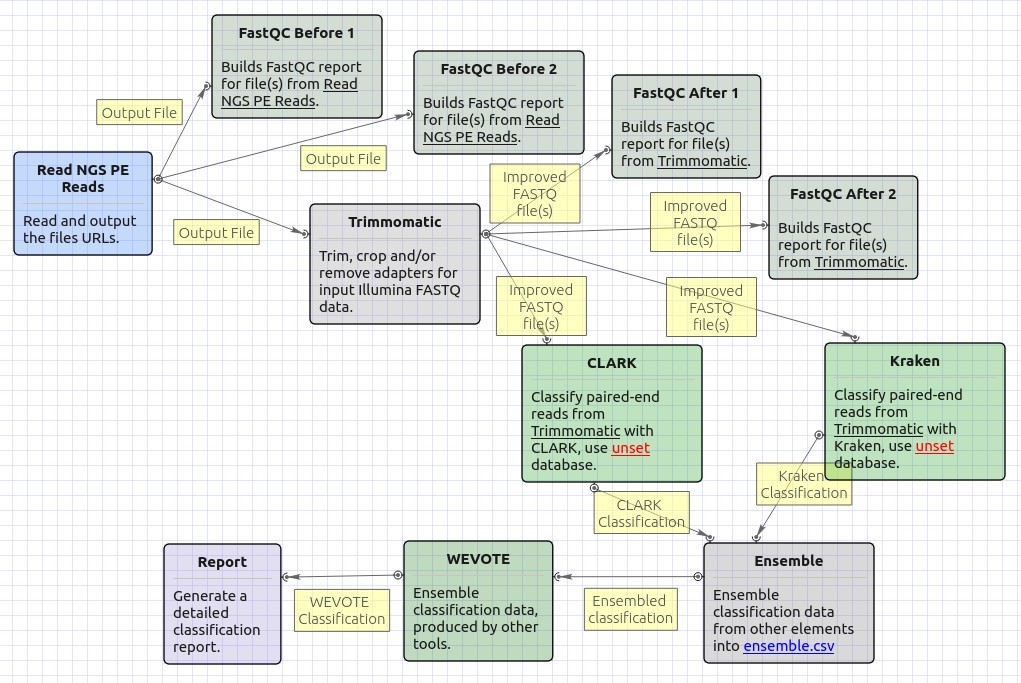 FastQC Before 1
Builds FastQC report
for file(s) from Read
NGS PE Reads.
Output File
FastQC Before 2
Builds FastQC report
for file(s) from Read
NGS PE Reads.
Output File
FastQC After 1
Builds FastQC
report for file(s)
from Trimmomatic.
Read NGS PE
Reads
Read and output
the files URLs.
Output File
Trimmomatic
Trim, crop and/or
remove adapters for
input Illumina FASTQ
data.
Improved
FASTQ
file(s)
Improved
FASTQ
file(s)
FastQC After 2
Builds FastQC
report for file(s)
from Trimmomatic.
Improved
FASTQ
file(s)
Improved
FASTQ
file(s)
CLARK
Classify paired-end
reads from
Trimmomatic with
CLARK, use unset
database.
Kraken
Classify paired-end
reads from
Trimmomatic with
Kraken, use unset
database.
CLARK
Classification
Kraken
Classification
Report
Generate a
detailed
classification
report.
WEVOTE
Classification
WEVOTE
Ensemble
classification data,
produced by other
tools.
Ensembled
classification
Ensemble
Ensemble
classification data
from other elements
into ensemble.csv